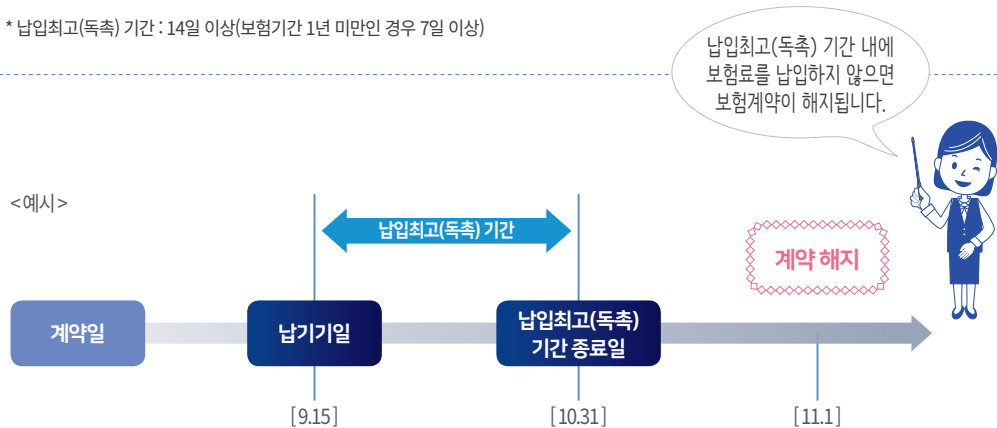 * 납입최고(독촉) 기간 : 14일 이상(보험기간 1년 미만인 경우 7일 이상)
납입최고(독촉) 기간 내에
보험료를 납입하지 않으면
보험계약이 해지됩니다.
<예시>
납입최고(독촉) 기간
계약 해지
계약일
납기기일
납입최고(독촉)
기간 종료일
[9.15]
[10.31]
[11.1]